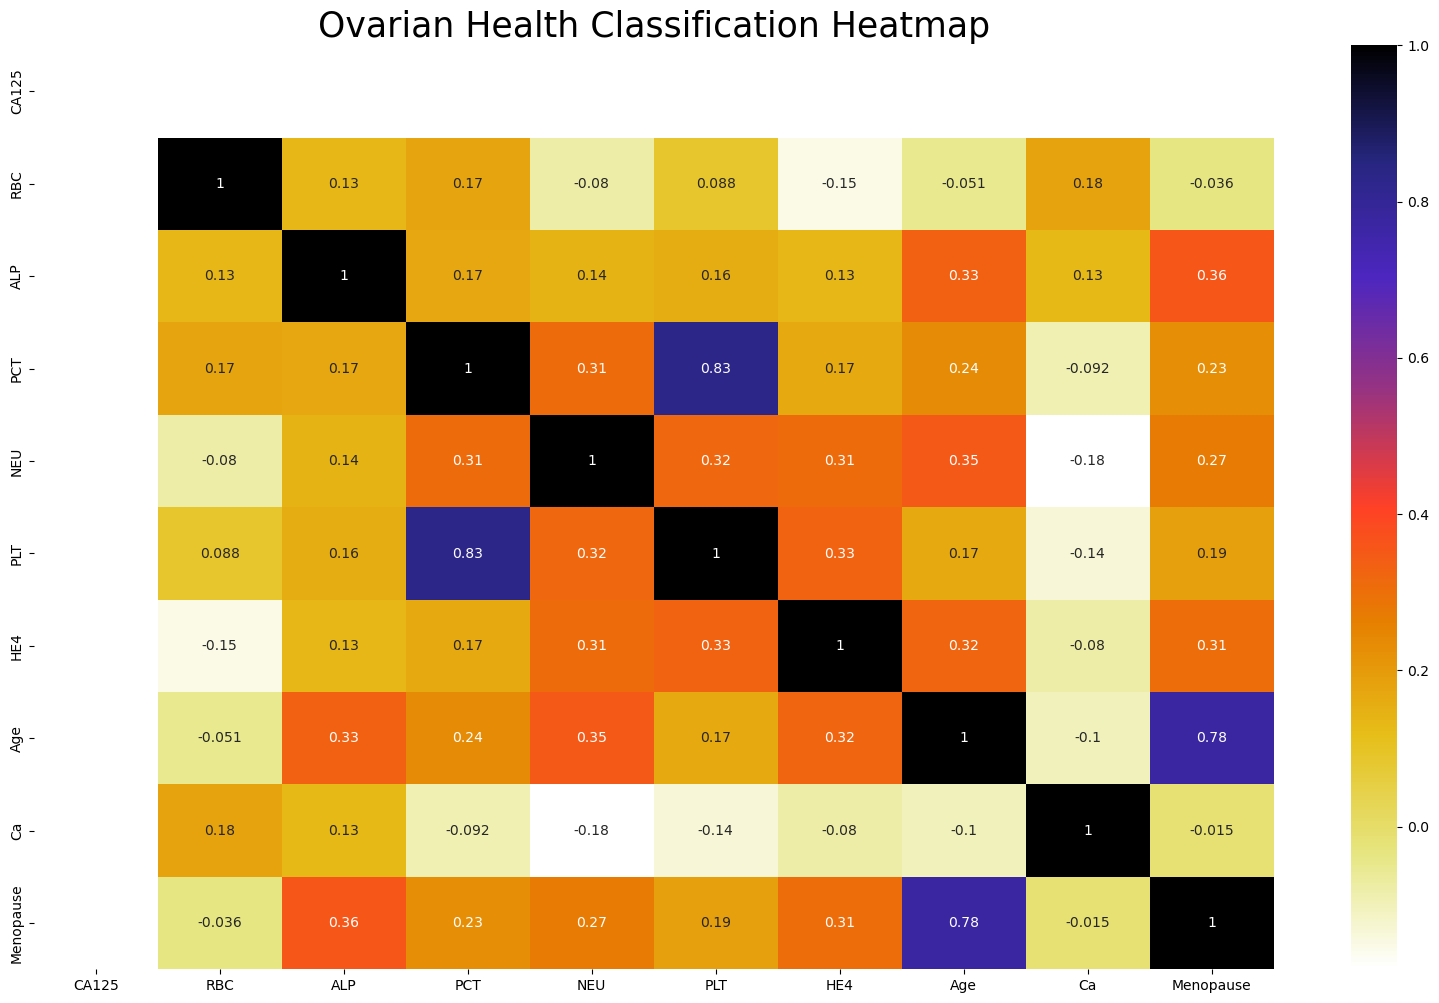 Ovarian Health Classification Heatmap
CA125
RBC 1 0.13 0.17 -0.08 0.088 -0.15 -0.051 0.18 -0.036
ALP 0.13 1 0.17 0.14 0.16 0.13 0.33 0.13 0.36
PCT 0.17 0.17 1 0.31 0.83 0.17 0.24 -0.092 0.23
NEU -0.08 0.14 0.31 1 0.32 0.31 0.35 -0.18 0.27
PLT 0.088 0.16 0.83 0.32 1 0.33 0.17 -0.14 0.19
HE4 -0.15 0.13 0.17 0.31 0.33 1 0.32 -0.08 0.31
Age -0.051 0.33 0.24 0.35 0.17 0.32 1 -0.1 0.78
Ca 0.18 0.13 -0.092 -0.18 -0.14 -0.08 -0.1 1 -0.015
Menopause -0.036 0.36 0.23 0.27 0.19 0.31 0.78 -0.015 1
CA125 RBC ALP PCT NEU PLT HE4 Age Ca Menopause
1.0
0.8
0.6
0.4
0.2
0.0